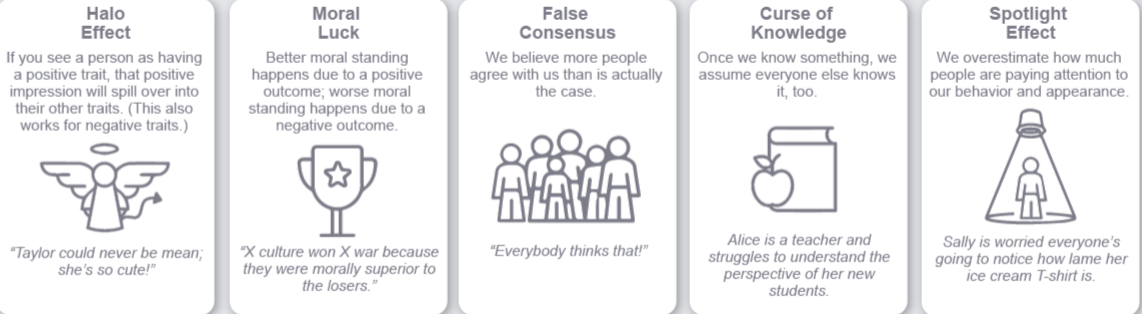 Halo
Effect
If you see a person as having
a positive trait, that positive
impression will spill over into
their other traits. (This also
works for negative traits.)
“Taylor could never be mean;
she’s so cute!”
Moral
Luck
Better moral standing
happens due to a positive
outcome; worse moral
standing happens due to a
negative outcome.
“X culture won X war because
they were morally superior to
the losers.”
False
Consensus
We believe more people
agree with us than is actually
the case.
“Everybody thinks that!”
Curse of
Knowledge
Once we know something, we
assume everyone else knows
it, too.
Alice is a teacher and
struggles to understand the
perspective of her new
students.
Spotlight
Effect
We overestimate how much
people are paying attention to
our behavior and appearance.
Sally is worried everyone’s
going to notice how lame her
ice cream T-shirt is.